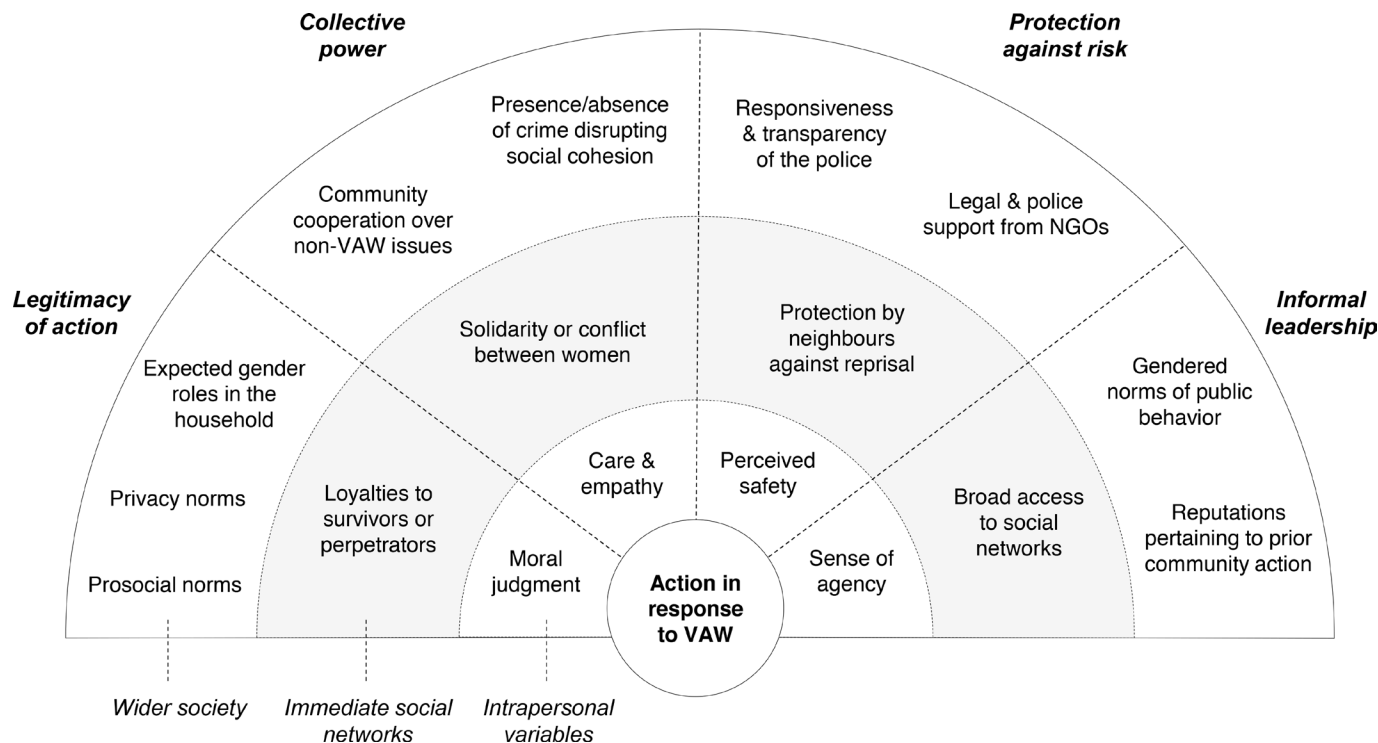 Collective
power
Protection
against risk
Presence/absence
of crime disrupting
social cohesion
Responsiveness
& transparency
of the police
Community
cooperation over
non-VAW issues
Legal & police
support from NGOs
Legitimacy
of action
Informal
leadership
Solidarity or conflict
between women
Protection by
neighbours
against reprisal
Expected gender
roles in the
household
Gendered
norms of public
behavior
Care &
empathy
Perceived
safety
Privacy norms
Loyalties to
survivors or
perpetrators
Broad access
to social
networks
Reputations
pertaining to prior
community action
Prosocial norms
Moral
judgment
Action in
response
to VAW
Sense of
agency
Wider society
Immediate social
networks
Intrapersonal
variables